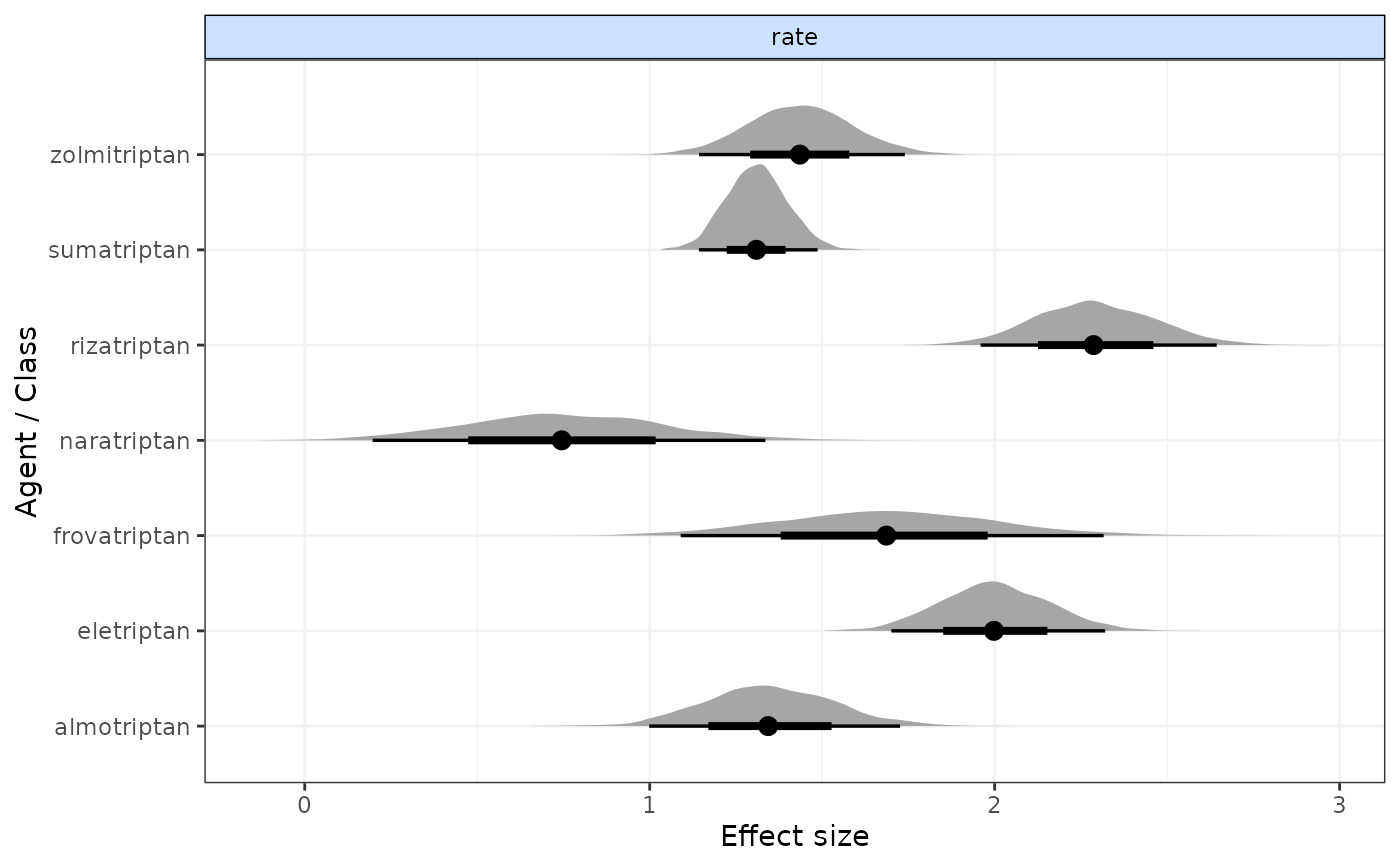 rate
Agent / Class
zolmitriptan
sumatriptan
rizatriptan
naratriptan
frovatriptan
eletriptan
almotriptan
0 1 2 3
Effect size